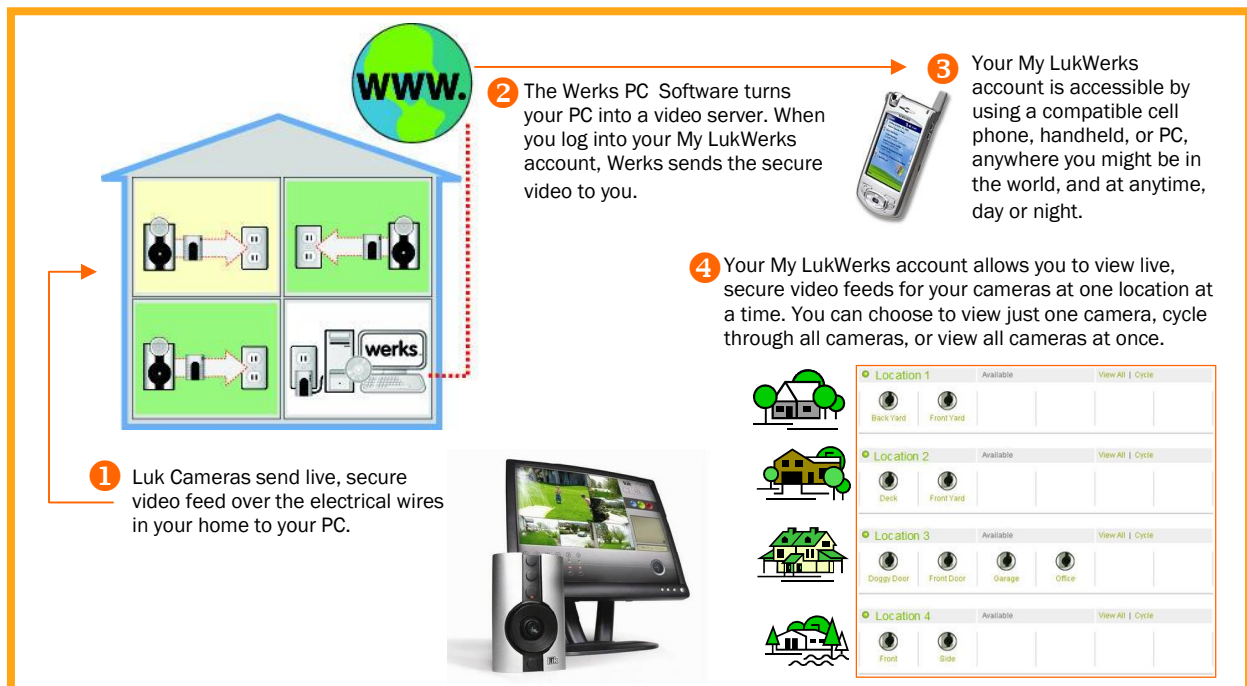 WWW.
2 The Werks PC Software turns
your PC into a video server. When
you log into your My LukWerks
account, Werks sends the secure
video to you.
3 Your My LukWerks
account is accessible by
using a compatible cell
phone, handheld, or PC,
anywhere you might be in
the world, and at anytime,
day or night.
werks
1 Luk Cameras send live, secure
video feed over the electrical wires
in your home to your PC.
4 Your My LukWerks account allows you to view live,
secure video feeds for your cameras at one location at
a time. You can choose to view just one camera, cycle
through all cameras, or view all cameras at once.
Location 1 Available View All | Cycle
Back Yard Front Yard
Location 2 Available View All | Cycle
Deck Front Yard
Location 3 Available View All | Cycle
Doggy Door Front Door Garage Office
Location 4 Available View All | Cycle
Front Side